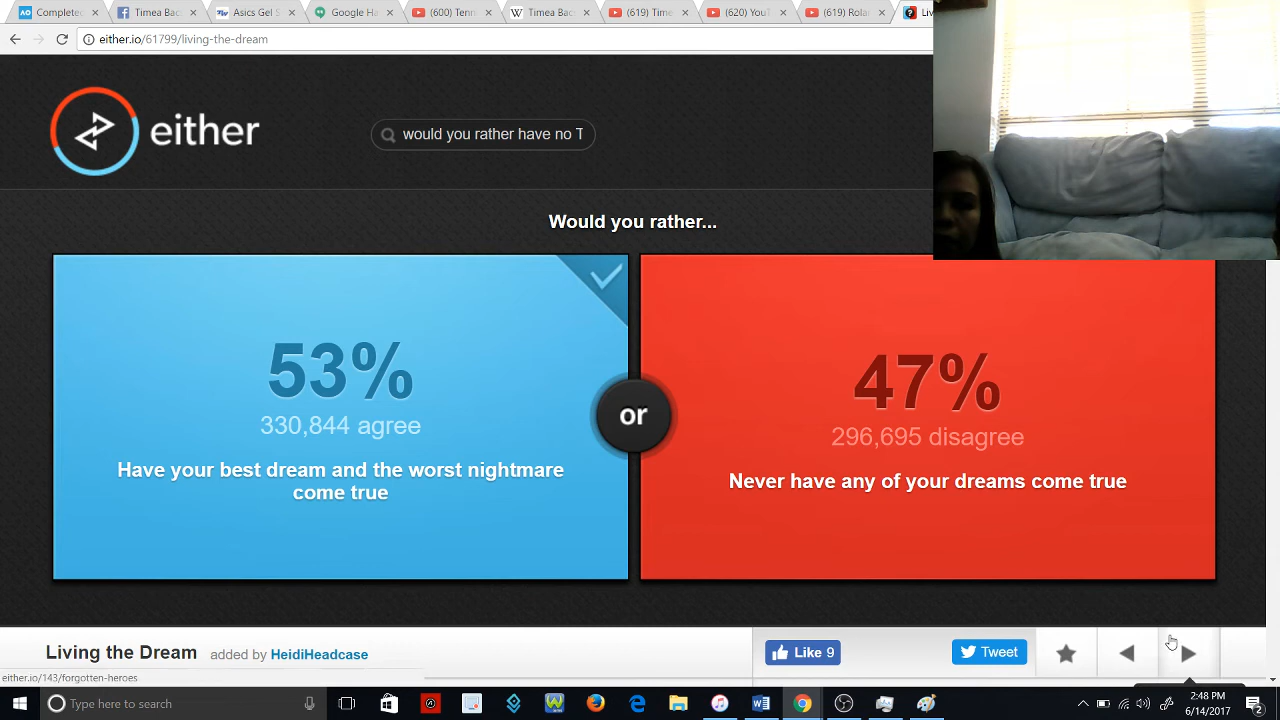 Completed
Timea Bac
Asics Gel S
Google Ha
(600) Tem
Timea Bac
(619) Time
(620) You
(619) Rola
Liv
either.io/61799/living-the-dream
either
would you rather have no T
Would you rather...
53%
330,844 agree
Have your best dream and the worst nightmare
come true
or
47%
296,695 disagree
Never have any of your dreams come true
Living the Dream added by HeidiHeadcase
Like 9
Tweet
either.io/143/forgotten-heroes
Type here to search
2:48 PM
6/14/2017